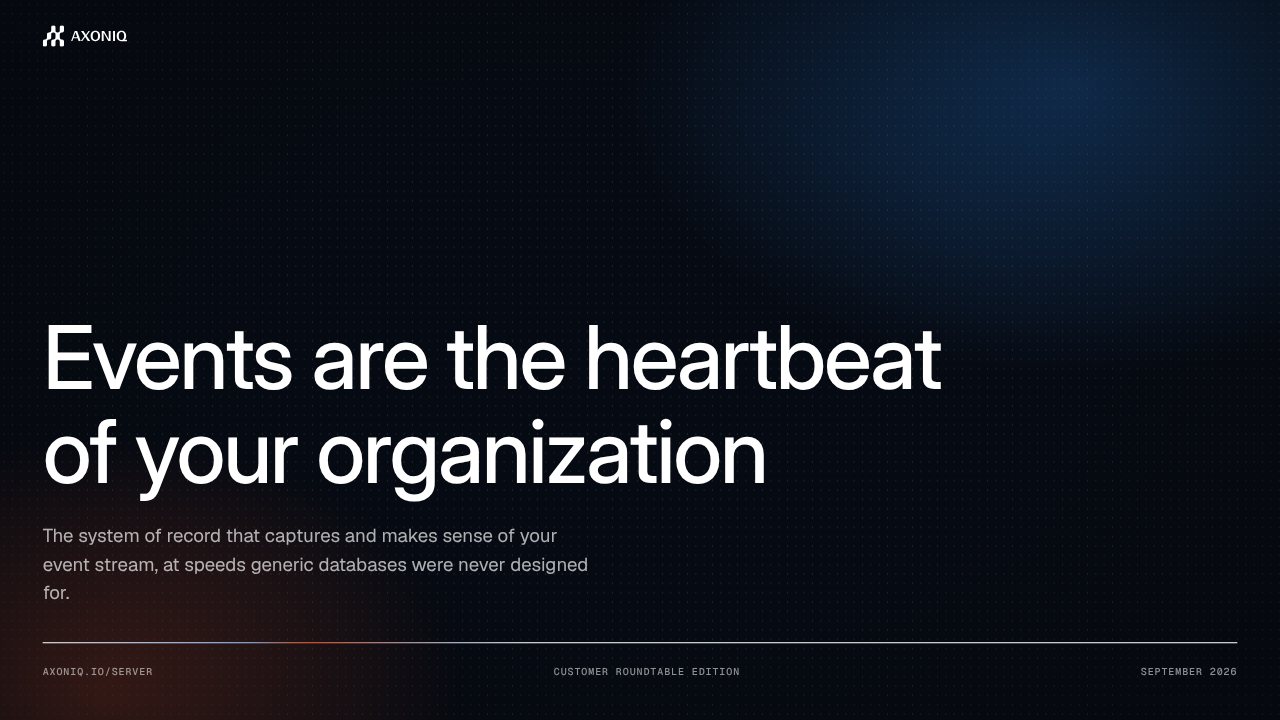 AXONIQ
Events are the heartbeat
of your organization
The system of record that captures and makes sense of your
event stream, at speeds generic databases were never designed
for.
AXONIQ.IO/SERVER
CUSTOMER ROUNDTABLE EDITION
SEPTEMBER 2026